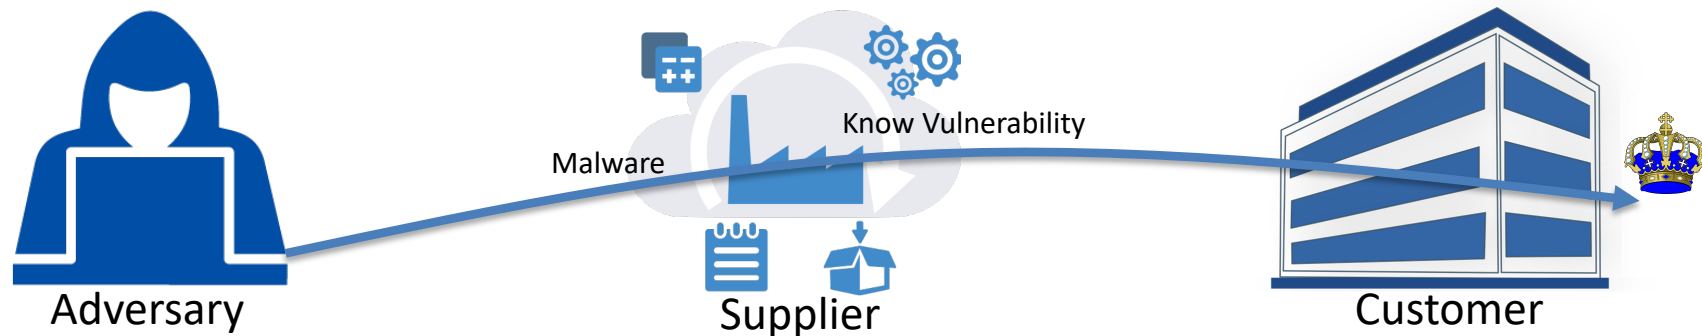 Know Vulnerability
Malware
Adversary
Supplier
Customer